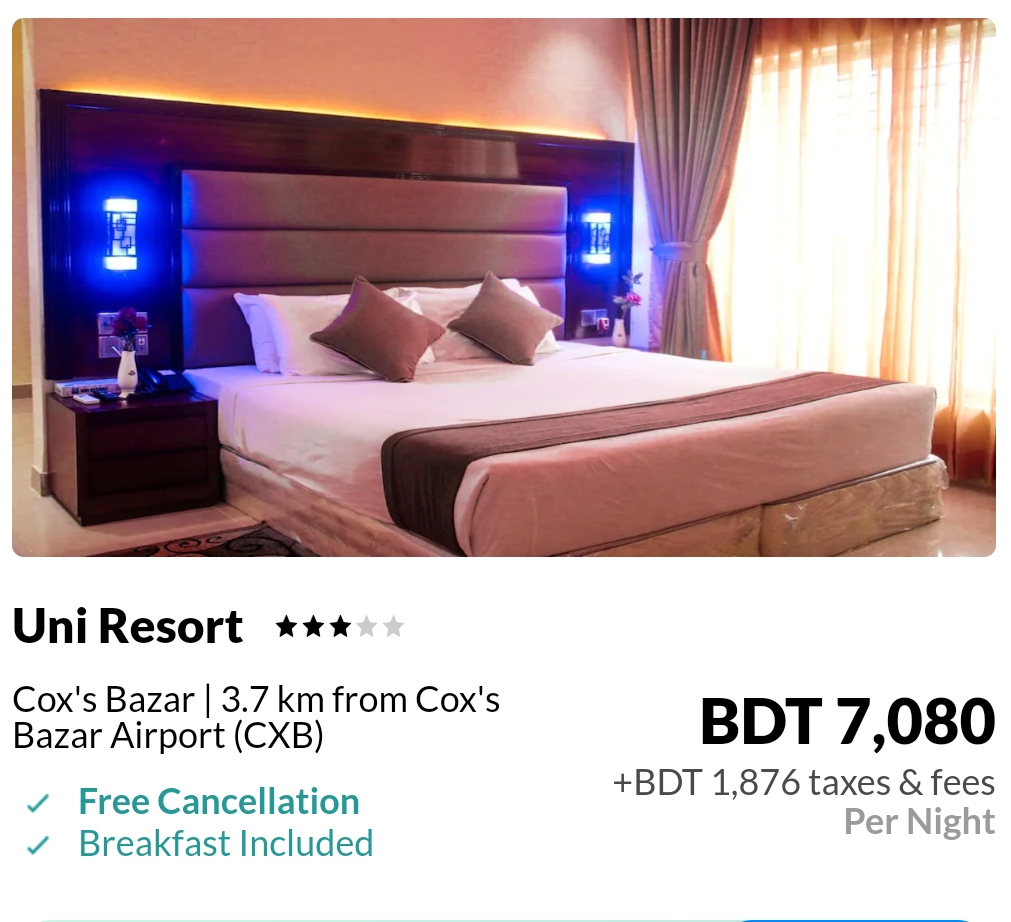 Uni Resort
Cox's Bazar | 3.7 km from Cox's
Bazar Airport (CXB)
BDT 7,080
+BDT 1,876 taxes & fees
Per Night
Free Cancellation
Breakfast Included